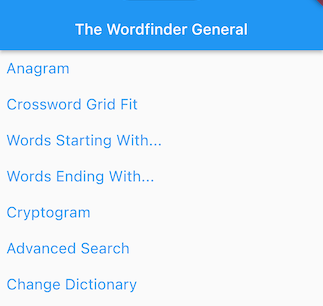 The Wordfinder General
Anagram
Crossword Grid Fit
Words Starting With...
Words Ending With...
Cryptogram
Advanced Search
Change Dictionary